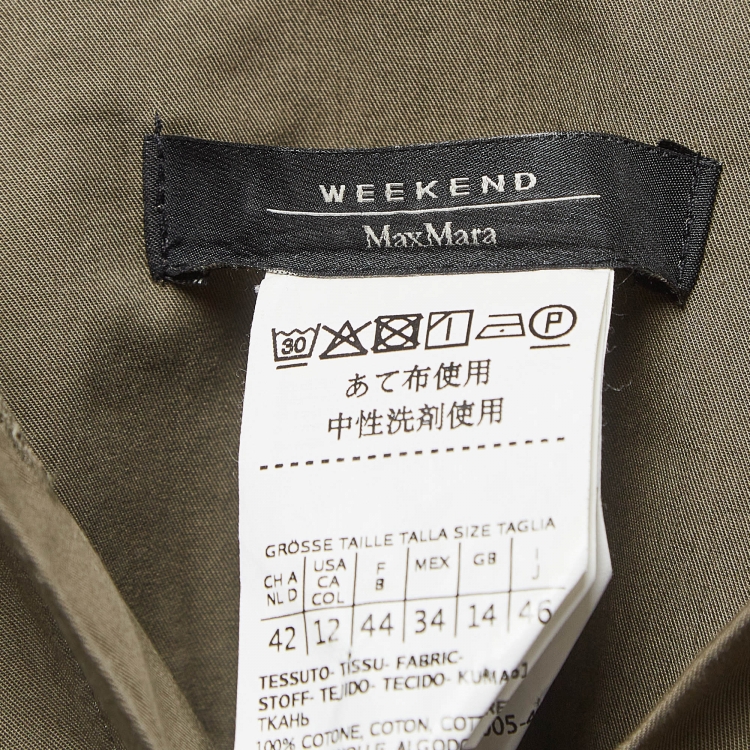 WEEKEND
MaxMara
30 P
あて布使用
中性洗剤使用
GRÖSSE TAILLE TALLA SIZE TAGLIA
CH A NL D USA CA COL F B MEX GB I J
42 12 44 34 14 46
TESSUTO- TISSU- FABRIC-
STOFF- TEJIDO- TECIDO-
ТКАНЬ
100% COTONE, COTON,
ALGOD